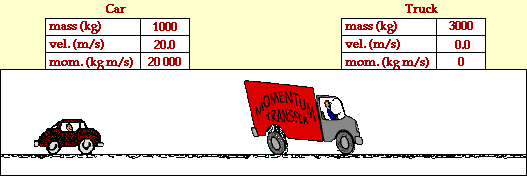 Car
mass (kg) 1000
vel. (m/s) 20.0
mom. (kg m/s) 20 000
Truck
mass (kg) 3000
vel. (m/s) 0.0
mom. (kg m/s) 0
MOMENTUM
TRANSFER